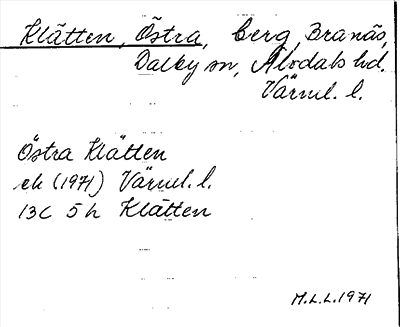 Klätten, Östra, berg, Branäs,
Dalby sn, Älvdals hd.
Värml. l.
Östra Klätten
ek (1971) Värml. l.
13C 5h Klätten
M.L.L. 1971